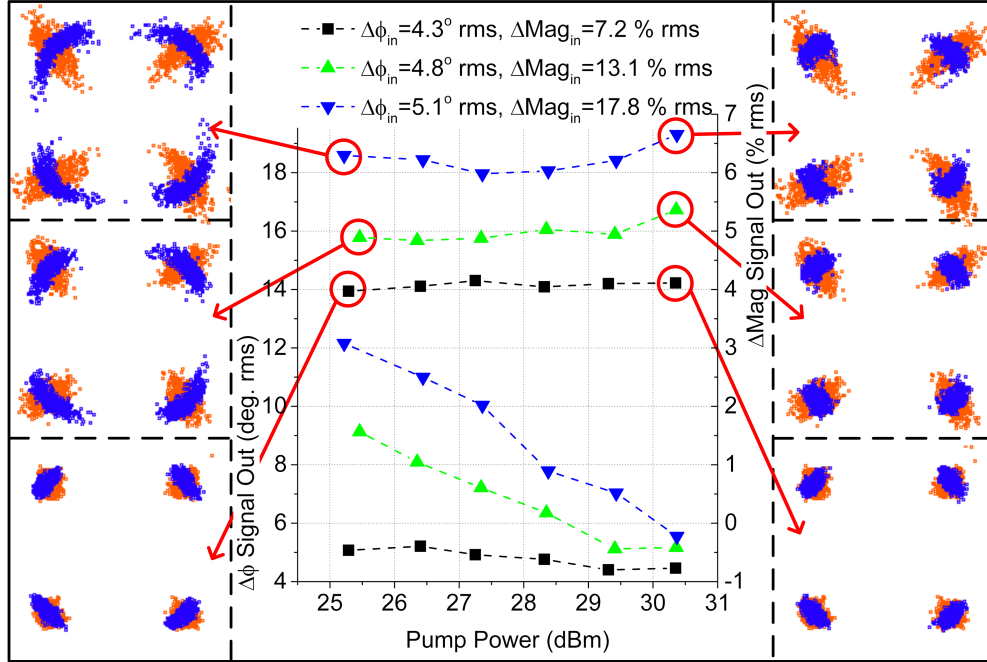 Δϕin=4.3° rms, ΔMagin=7.2 % rms
Δϕin=4.8° rms, ΔMagin=13.1 % rms
Δϕin=5.1° rms, ΔMagin=17.8 % rms
18
16
14
12
10
8
6
4
Δϕ Signal Out (deg. rms)
7
6
5
4
3
2
1
0
-1
ΔMag Signal Out (% rms)
25 26 27 28 29 30 31
Pump Power (dBm)